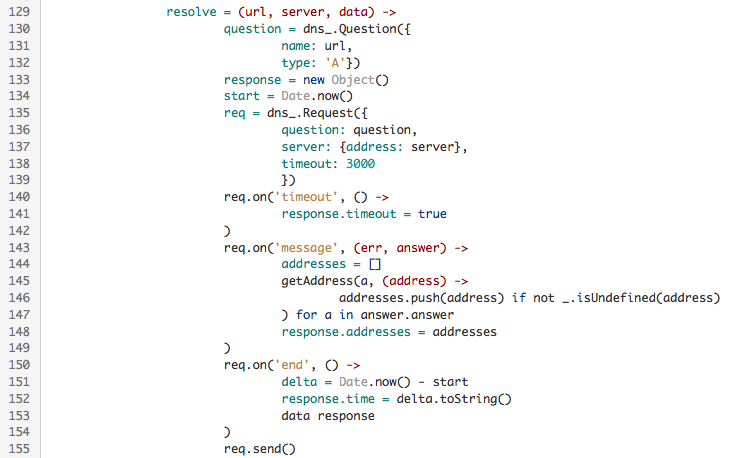 129 resolve = (url, server, data) ->
130 question = dns_.Question({
131 name: url,
132 type: 'A'})
133 response = new Object()
134 start = Date.now()
135 req = dns_.Request({
136 question: question,
137 server: {address: server},
138 timeout: 3000
139 })
140 req.on('timeout', () ->
141 response.timeout = true
142 )
143 req.on('message', (err, answer) ->
144 addresses = []
145 getAddress(a, (address) ->
146 addresses.push(address) if not _.isUndefined(address)
147 ) for a in answer.answer
148 response.addresses = addresses
149 )
150 req.on('end', () ->
151 delta = Date.now() - start
152 response.time = delta.toString()
153 data response
154 )
155 req.send()